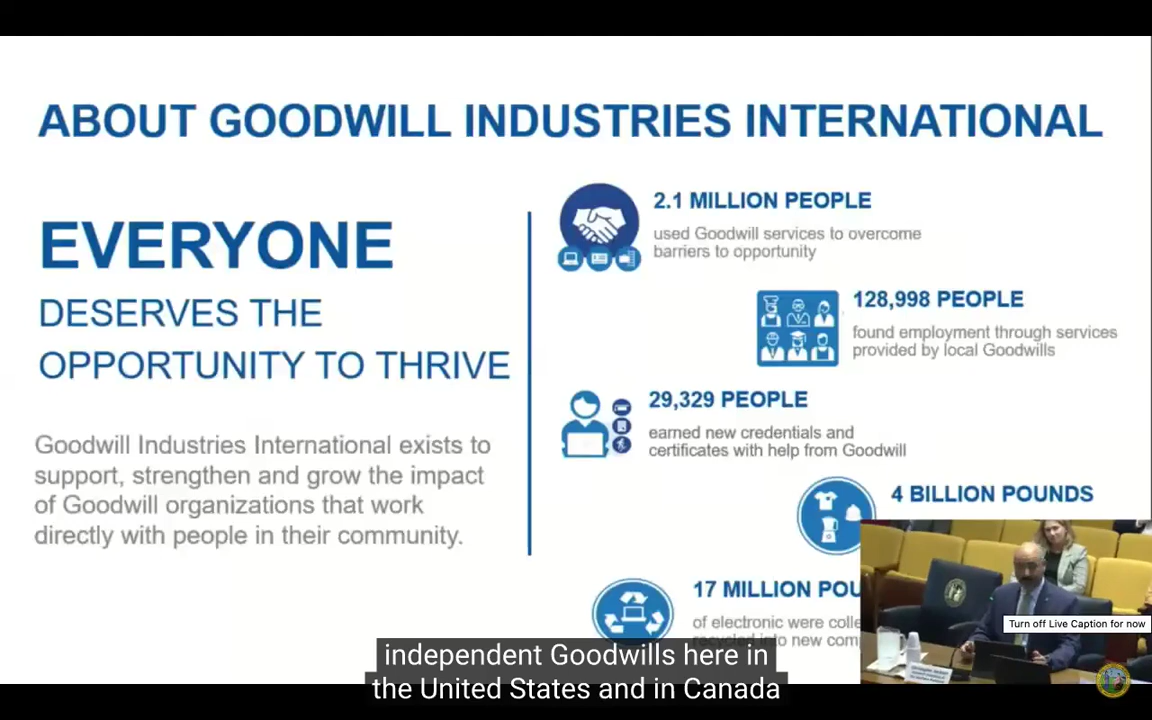 ABOUT GOODWILL INDUSTRIES INTERNATIONAL
EVERYONE
DESERVES THE
OPPORTUNITY TO THRIVE
Goodwill Industries International exists to
support, strengthen and grow the impact
of Goodwill organizations that work
directly with people in their community.
2.1 MILLION PEOPLE
used Goodwill services to overcome
barriers to opportunity
128,998 PEOPLE
found employment through services
provided by local Goodwills
29,329 PEOPLE
earned new credentials and
certificates with help from Goodwill
4 BILLION POUNDS
17 MILLION POU
of electronic were colle
recycled into new com
Turn off Live Caption for now
independent Goodwills here in
the United States and in Canada